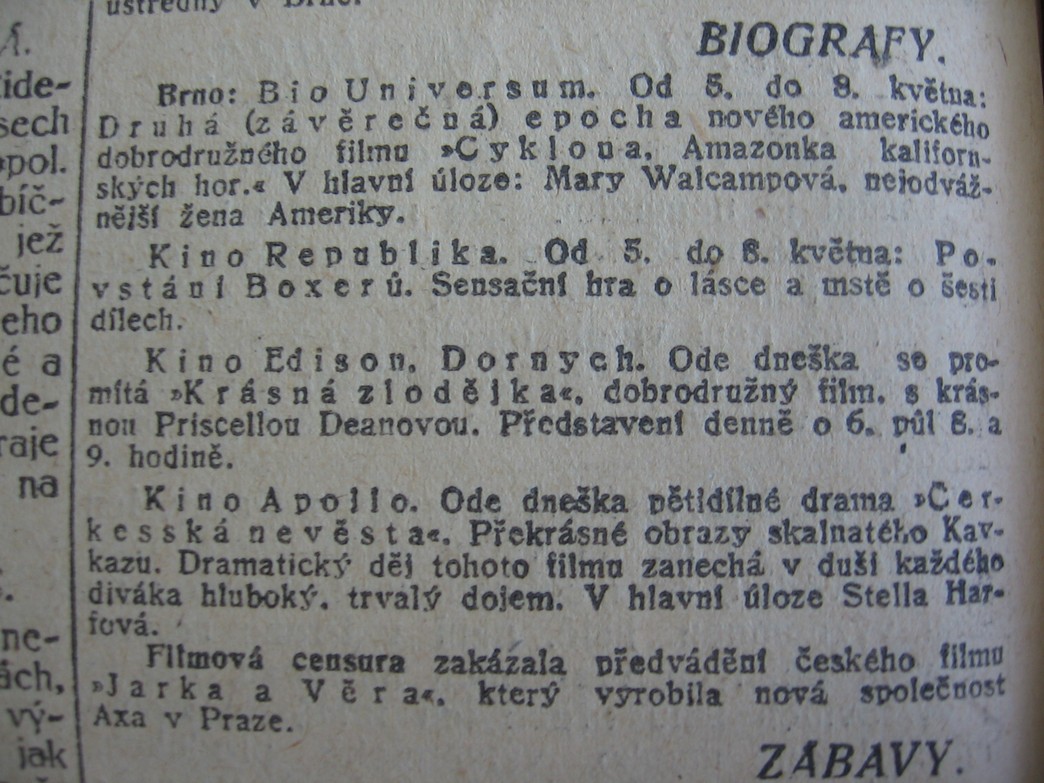 ústředny v Brně.
BIOGRAFY.
Brno: Bio Universum. Od 5. do 8. května:
Druhá (závěrečná) epocha nového amerického
dobrodružného filmu »Cyklona, Amazonka kaliforn-
ských hor.« V hlavní úloze: Mary Walcampová, nejodváž-
nější žena Ameriky.
Kino Republika. Od 5. do 8. května: Po-
vstání Boxerů. Sensační hra o lásce a mstě o šesti
dílech.
Kino Edison, Dornych. Ode dneška se pro-
mítá »Krásná zlodějka«, dobrodružný film, s krás-
nou Priscellou Deanovou. Představení denně o 6. půl 8. a
9. hodině.
Kino Apollo. Ode dneška pětidílné drama »Čer-
kesská nevěsta«. Překrásné obrazy skalnatého Kav-
kazu. Dramatický děj tohoto filmu zanechá v duši každého
diváka hluboký, trvalý dojem. V hlavní úloze Stella Har-
fová.
Filmová censura zakázala předvádění českého filmu
»Jarka a Věra«, který vyrobila nová společnost
Axa v Praze.
ZÁBAVY.
ide-
sech
pol.
bíč-
jež
čuje
eho
é a
de-
raje
na
ne-
ách,
vý-
jak